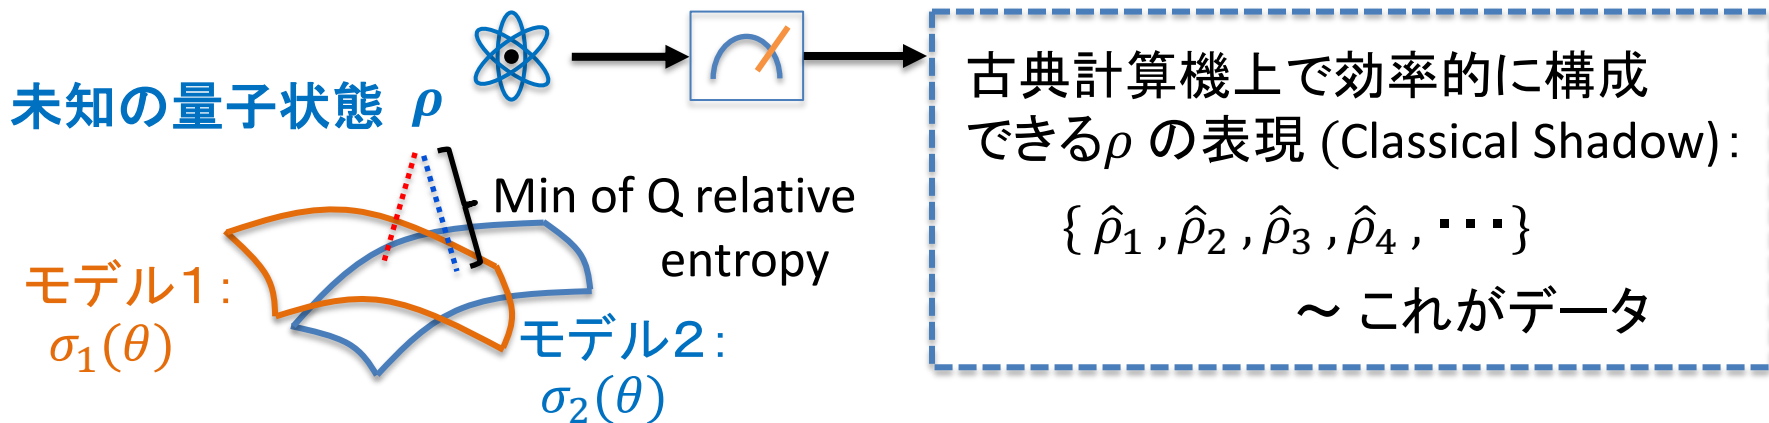 未知の量子状態 ρ
Min of Q relative
entropy
モデル１：
σ₁(θ)
モデル２：
σ₂(θ)
古典計算機上で効率的に構成
できるρ の表現 (Classical Shadow)：
{ ρ̂₁ , ρ̂₂ , ρ̂₃ , ρ̂₄ , ・・・}
～ これがデータ